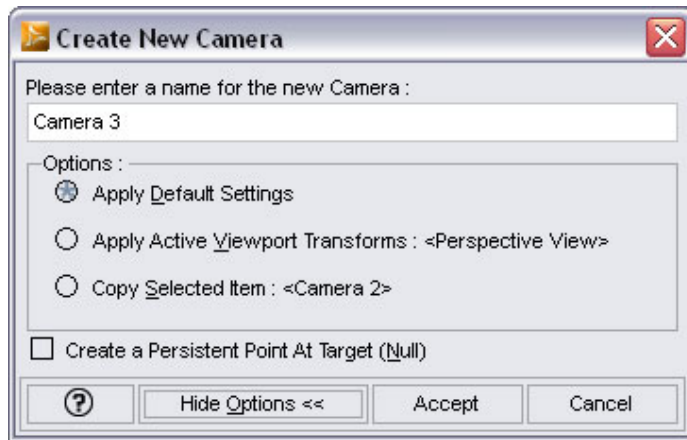 Create New Camera
Please enter a name for the new Camera :
Camera 3
Options :
Apply Default Settings
Apply Active Viewport Transforms : <Perspective View>
Copy Selected Item : <Camera 2>
Create a Persistent Point At Target (Null)
? Hide Options << Accept Cancel